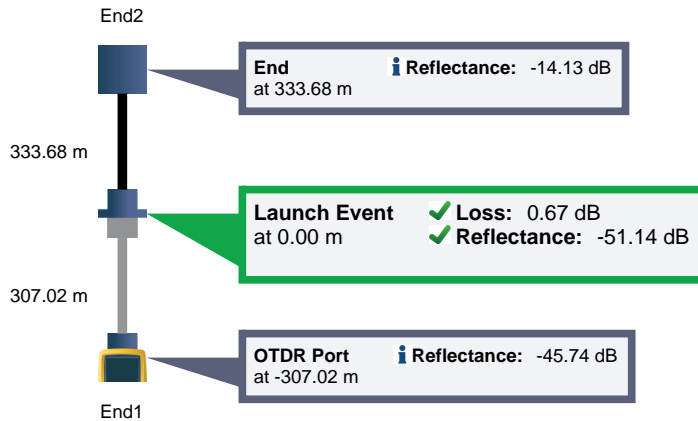 End2
End
Reflectance: -14.13 dB
at 333.68 m
333.68 m
Launch Event
Loss: 0.67 dB
at 0.00 m
Reflectance: -51.14 dB
307.02 m
OTDR Port
Reflectance: -45.74 dB
at -307.02 m
End1